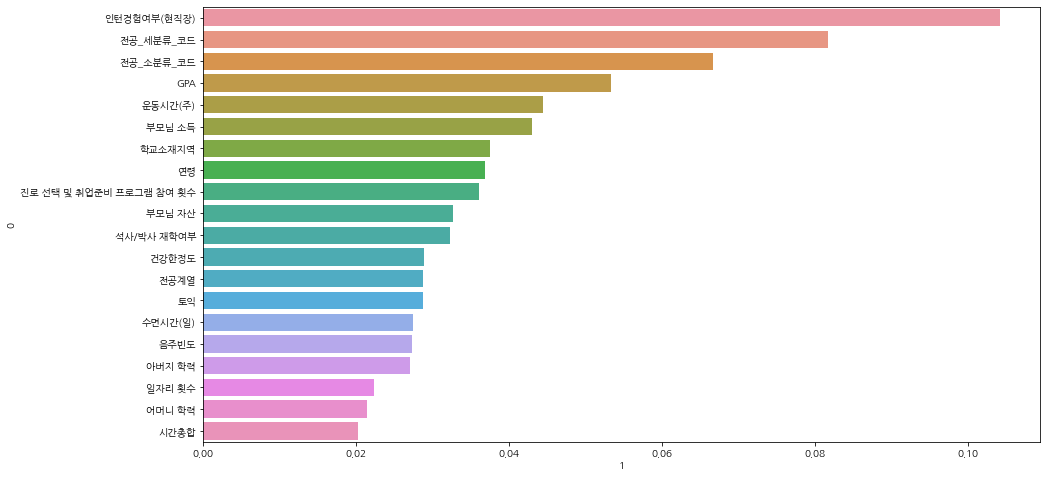 인턴경험여부(현직장)
전공_세분류_코드
전공_소분류_코드
GPA
운동시간(주)
부모님 소득
학교소재지역
연령
진로 선택 및 취업준비 프로그램 참여 횟수
부모님 자산
석사/박사 재학여부
건강한정도
전공계열
토익
수면시간(일)
음주빈도
아버지 학력
일자리 횟수
어머니 학력
시간총합
0
0.00 0.02 0.04 0.06 0.08 0.10
1